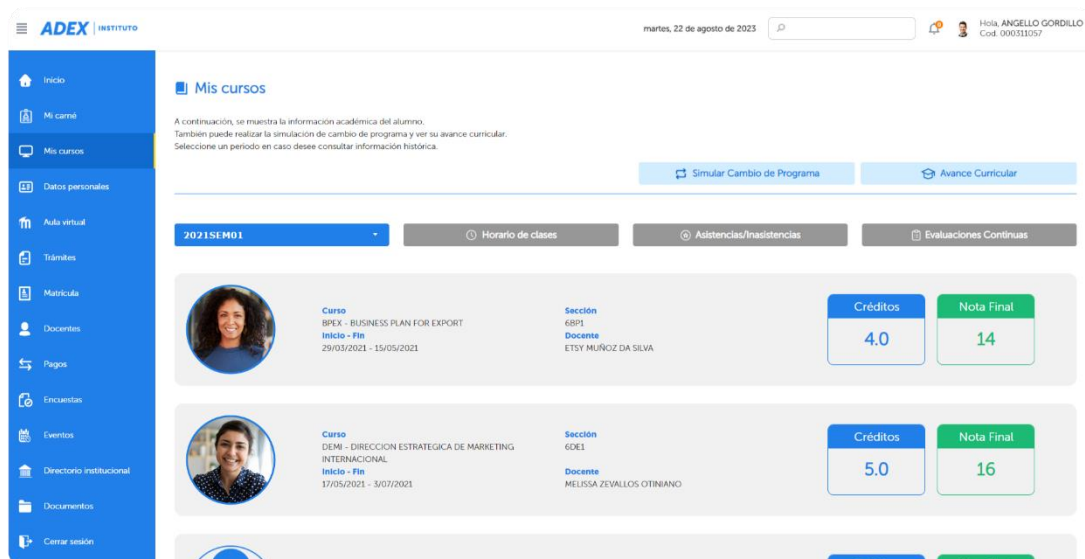 ADEX | INSTITUTO
martes, 22 de agosto de 2023
Hola, ANGELLO GORDILLO
Cod. 000311057
Inicio
Mi carné
Mis cursos
Datos personales
Aula virtual
Trámites
Matrícula
Docentes
Pagos
Encuestas
Eventos
Directorio institucional
Documentos
Cerrar sesión
Mis cursos
A continuación, se muestra la información académica del alumno.
También puede realizar la simulación de cambio de programa y ver su avance curricular.
Seleccione un periodo en caso desee consultar información histórica.
Simular Cambio de Programa
Avance Curricular
2021SEM01
Horario de clases
Asistencias/Inasistencias
Evaluaciones Continuas
Curso
BPEX - BUSINESS PLAN FOR EXPORT
Inicio - Fin
29/03/2021 - 15/05/2021
Sección
6BP1
Docente
ETSY MUÑOZ DA SILVA
Créditos
4.0
Nota Final
14
Curso
DEMI - DIRECCION ESTRATEGICA DE MARKETING
INTERNACIONAL
Inicio - Fin
17/05/2021 - 3/07/2021
Sección
6DE1
Docente
MELISSA ZEVALLOS OTINIANO
Créditos
5.0
Nota Final
16